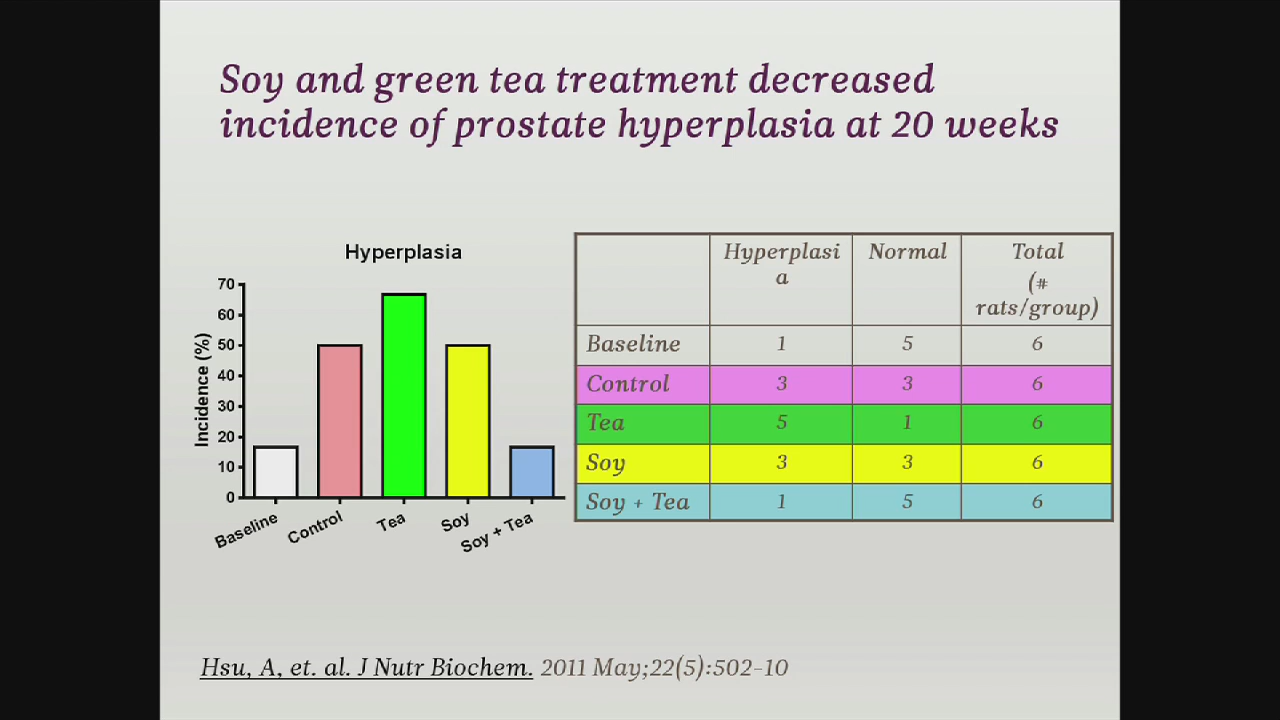 Soy and green tea treatment decreased
incidence of prostate hyperplasia at 20 weeks
Hyperplasia
70
60
50
40
30
20
10
0
Incidence (%)
Baseline
Control
Tea
Soy
Soy + Tea
Hyperplasi
a
Normal
Total
(#
rats/group)
Baseline 1 5 6
Control 3 3 6
Tea 5 1 6
Soy 3 3 6
Soy + Tea 1 5 6
Hsu, A, et. al. J Nutr Biochem. 2011 May;22(5):502-10